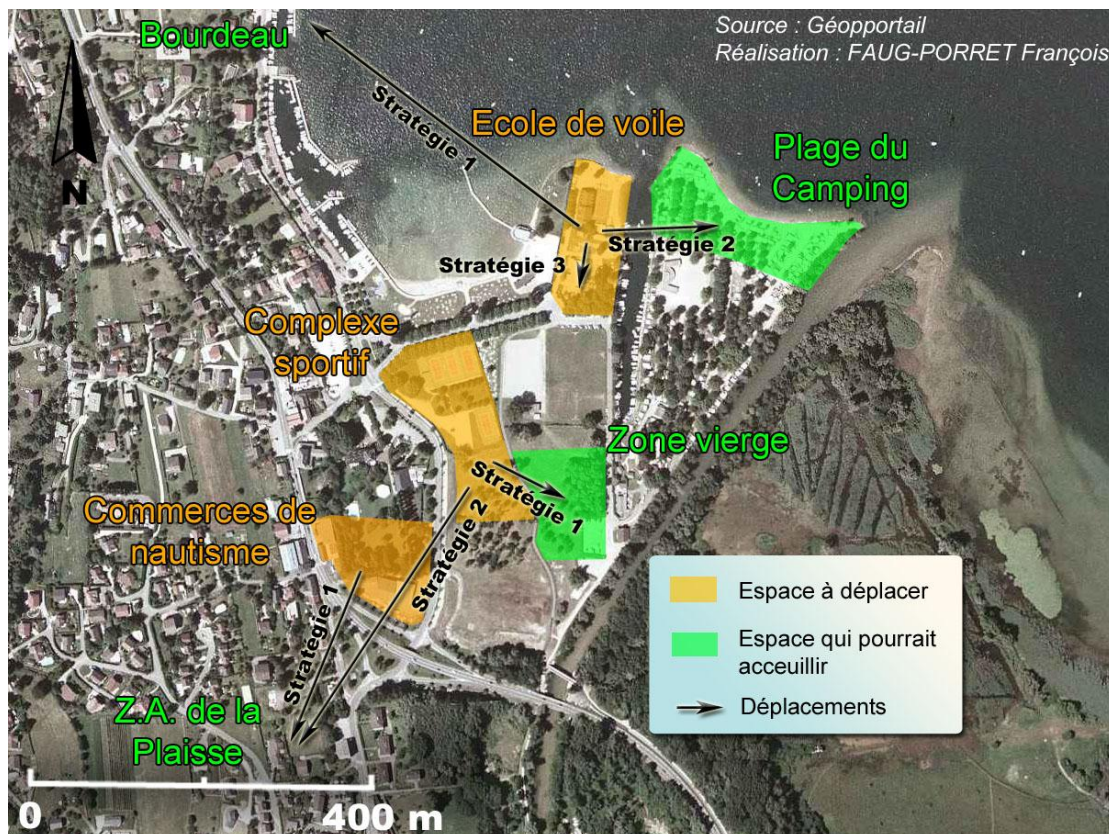 Source : Géopportail
Réalisation : FAUG-PORRET François
Bourdeau
N
Stratégie 1
Ecole de voile
Plage du
Camping
Stratégie 2
Stratégie 3
Complexe
sportif
Zone vierge
Stratégie 1
Stratégie 2
Commerces de
nautisme
Stratégie 1
Z.A. de la
Plaisse
Espace à déplacer
Espace qui pourrait
acceuillir
Déplacements
0
400 m